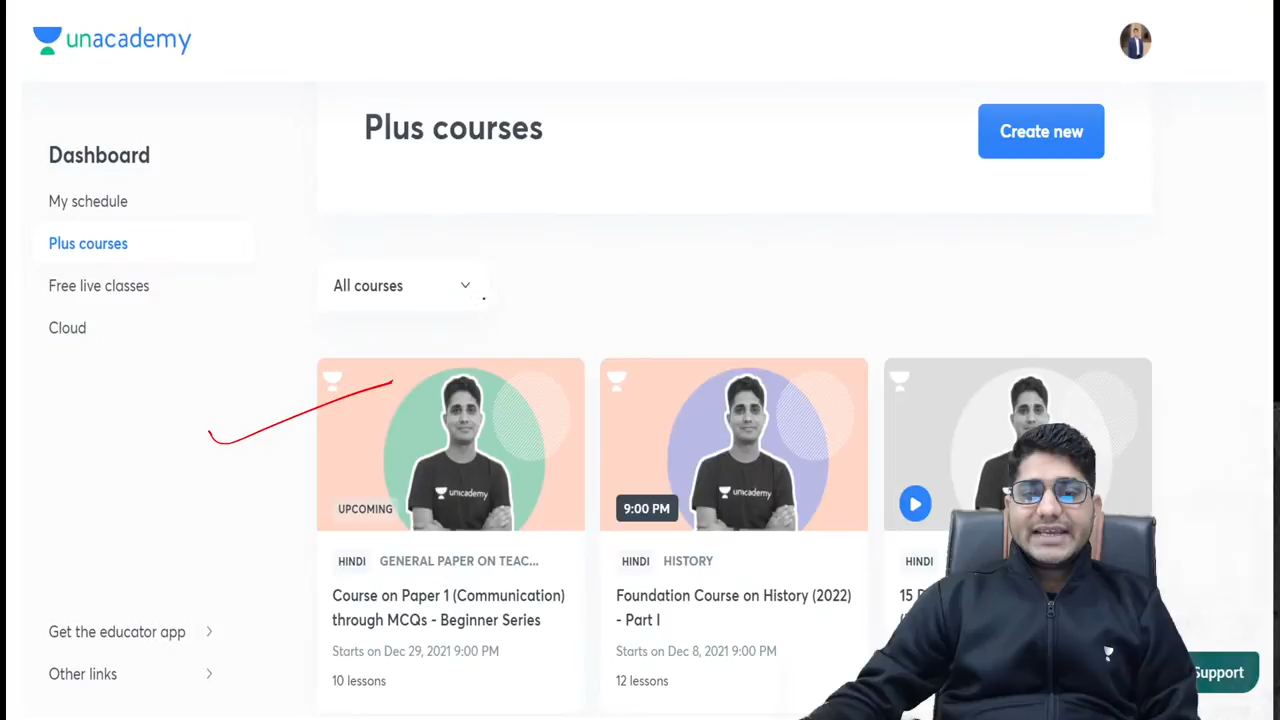 unacademy
Plus courses
Create new
Dashboard
My schedule
Plus courses
Free live classes
Cloud
All courses
unacademy
UPCOMING
unacademy
9:00 PM
HINDI GENERAL PAPER ON TEAC...
Course on Paper 1 (Communication)
through MCQs - Beginner Series
Starts on Dec 29, 2021 9:00 PM
10 lessons
HINDI HISTORY
Foundation Course on History (2022)
- Part I
Starts on Dec 8, 2021 9:00 PM
12 lessons
HINDI
15
Get the educator app
Other links
Support